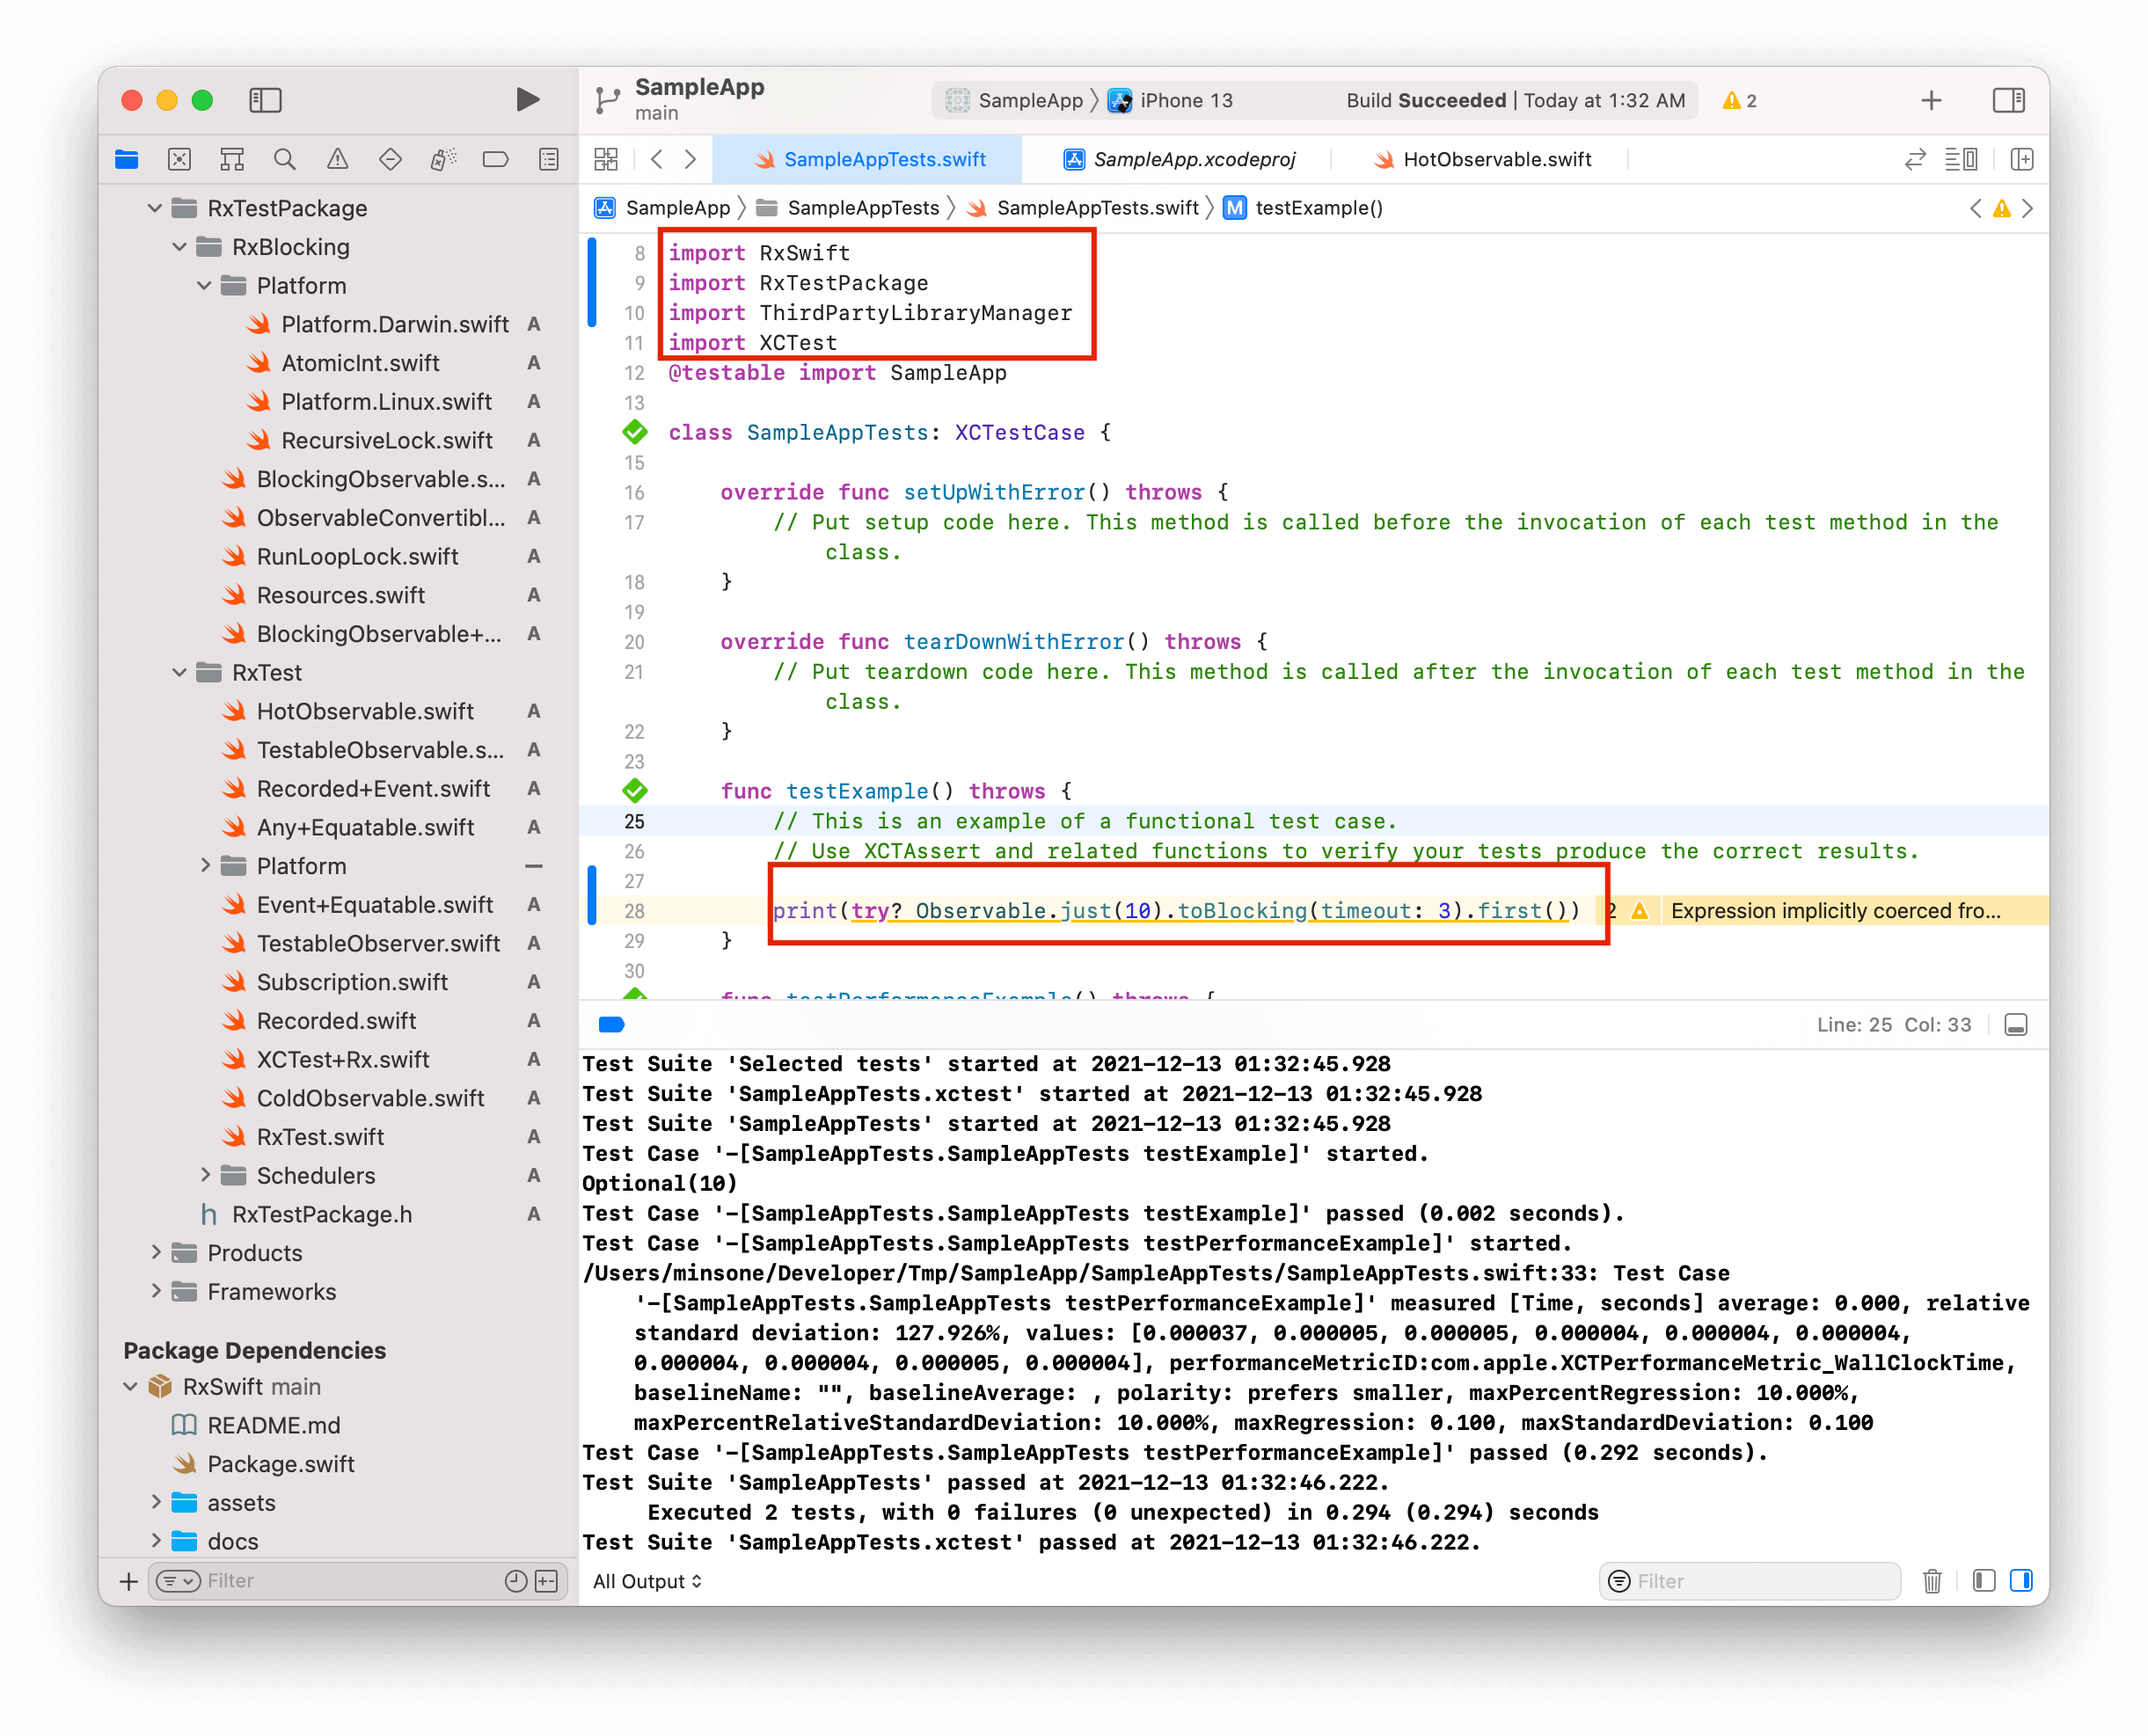 SampleApp
main
SampleApp 〉 iPhone 13
Build Succeeded | Today at 1:32 AM
2
SampleAppTests.swift
SampleApp.xcodeproj
HotObservable.swift
SampleApp 〉 SampleAppTests 〉 SampleAppTests.swift 〉 M testExample()
RxTestPackage
RxBlocking
Platform
Platform.Darwin.swift A
AtomicInt.swift A
Platform.Linux.swift A
RecursiveLock.swift A
BlockingObservable.s... A
ObservableConvertibl... A
RunLoopLock.swift A
Resources.swift A
BlockingObservable+... A
RxTest
HotObservable.swift A
TestableObservable.s... A
Recorded+Event.swift A
Any+Equatable.swift A
Platform —
Event+Equatable.swift A
TestableObserver.swift A
Subscription.swift A
Recorded.swift A
XCTest+Rx.swift A
ColdObservable.swift A
RxTest.swift A
Schedulers A
h RxTestPackage.h A
Products
Frameworks
Package Dependencies
RxSwift main
README.md
Package.swift
assets
docs
Filter
8 import RxSwift
9 import RxTestPackage
10 import ThirdPartyLibraryManager
11 import XCTest
12 @testable import SampleApp
13
class SampleAppTests: XCTestCase {
15
16 override func setUpWithError() throws {
17 // Put setup code here. This method is called before the invocation of each test method in the
class.
18 }
19
20 override func tearDownWithError() throws {
21 // Put teardown code here. This method is called after the invocation of each test method in the
class.
22 }
23
func testExample() throws {
25 // This is an example of a functional test case.
26 // Use XCTAssert and related functions to verify your tests produce the correct results.
27
28 print(try? Observable.just(10).toBlocking(timeout: 3).first()) 2 Expression implicitly coerced fro...
29 }
30
func testPerformanceExample() throws {
Line: 25 Col: 33
Test Suite 'Selected tests' started at 2021-12-13 01:32:45.928
Test Suite 'SampleAppTests.xctest' started at 2021-12-13 01:32:45.928
Test Suite 'SampleAppTests' started at 2021-12-13 01:32:45.928
Test Case '-[SampleAppTests.SampleAppTests testExample]' started.
Optional(10)
Test Case '-[SampleAppTests.SampleAppTests testExample]' passed (0.002 seconds).
Test Case '-[SampleAppTests.SampleAppTests testPerformanceExample]' started.
/Users/minsone/Developer/Tmp/SampleApp/SampleAppTests/SampleAppTests.swift:33: Test Case
'-[SampleAppTests.SampleAppTests testPerformanceExample]' measured [Time, seconds] average: 0.000, relative
standard deviation: 127.926%, values: [0.000037, 0.000005, 0.000005, 0.000004, 0.000004, 0.000004,
0.000004, 0.000004, 0.000005, 0.000004], performanceMetricID:com.apple.XCTPerformanceMetric_WallClockTime,
baselineName: "", baselineAverage: , polarity: prefers smaller, maxPercentRegression: 10.000%,
maxPercentRelativeStandardDeviation: 10.000%, maxRegression: 0.100, maxStandardDeviation: 0.100
Test Case '-[SampleAppTests.SampleAppTests testPerformanceExample]' passed (0.292 seconds).
Test Suite 'SampleAppTests' passed at 2021-12-13 01:32:46.222.
Executed 2 tests, with 0 failures (0 unexpected) in 0.294 (0.294) seconds
Test Suite 'SampleAppTests.xctest' passed at 2021-12-13 01:32:46.222.
All Output
Filter